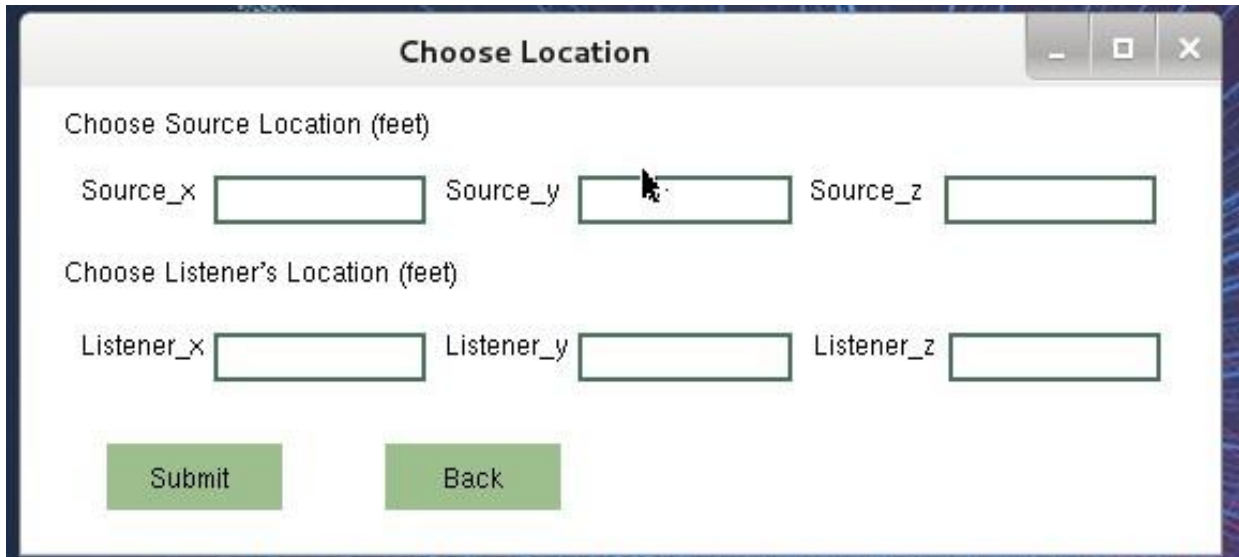 Choose Location
Choose Source Location (feet)
Source_x Source_y Source_z
Choose Listener's Location (feet)
Listener_x Listener_y Listener_z
Submit Back